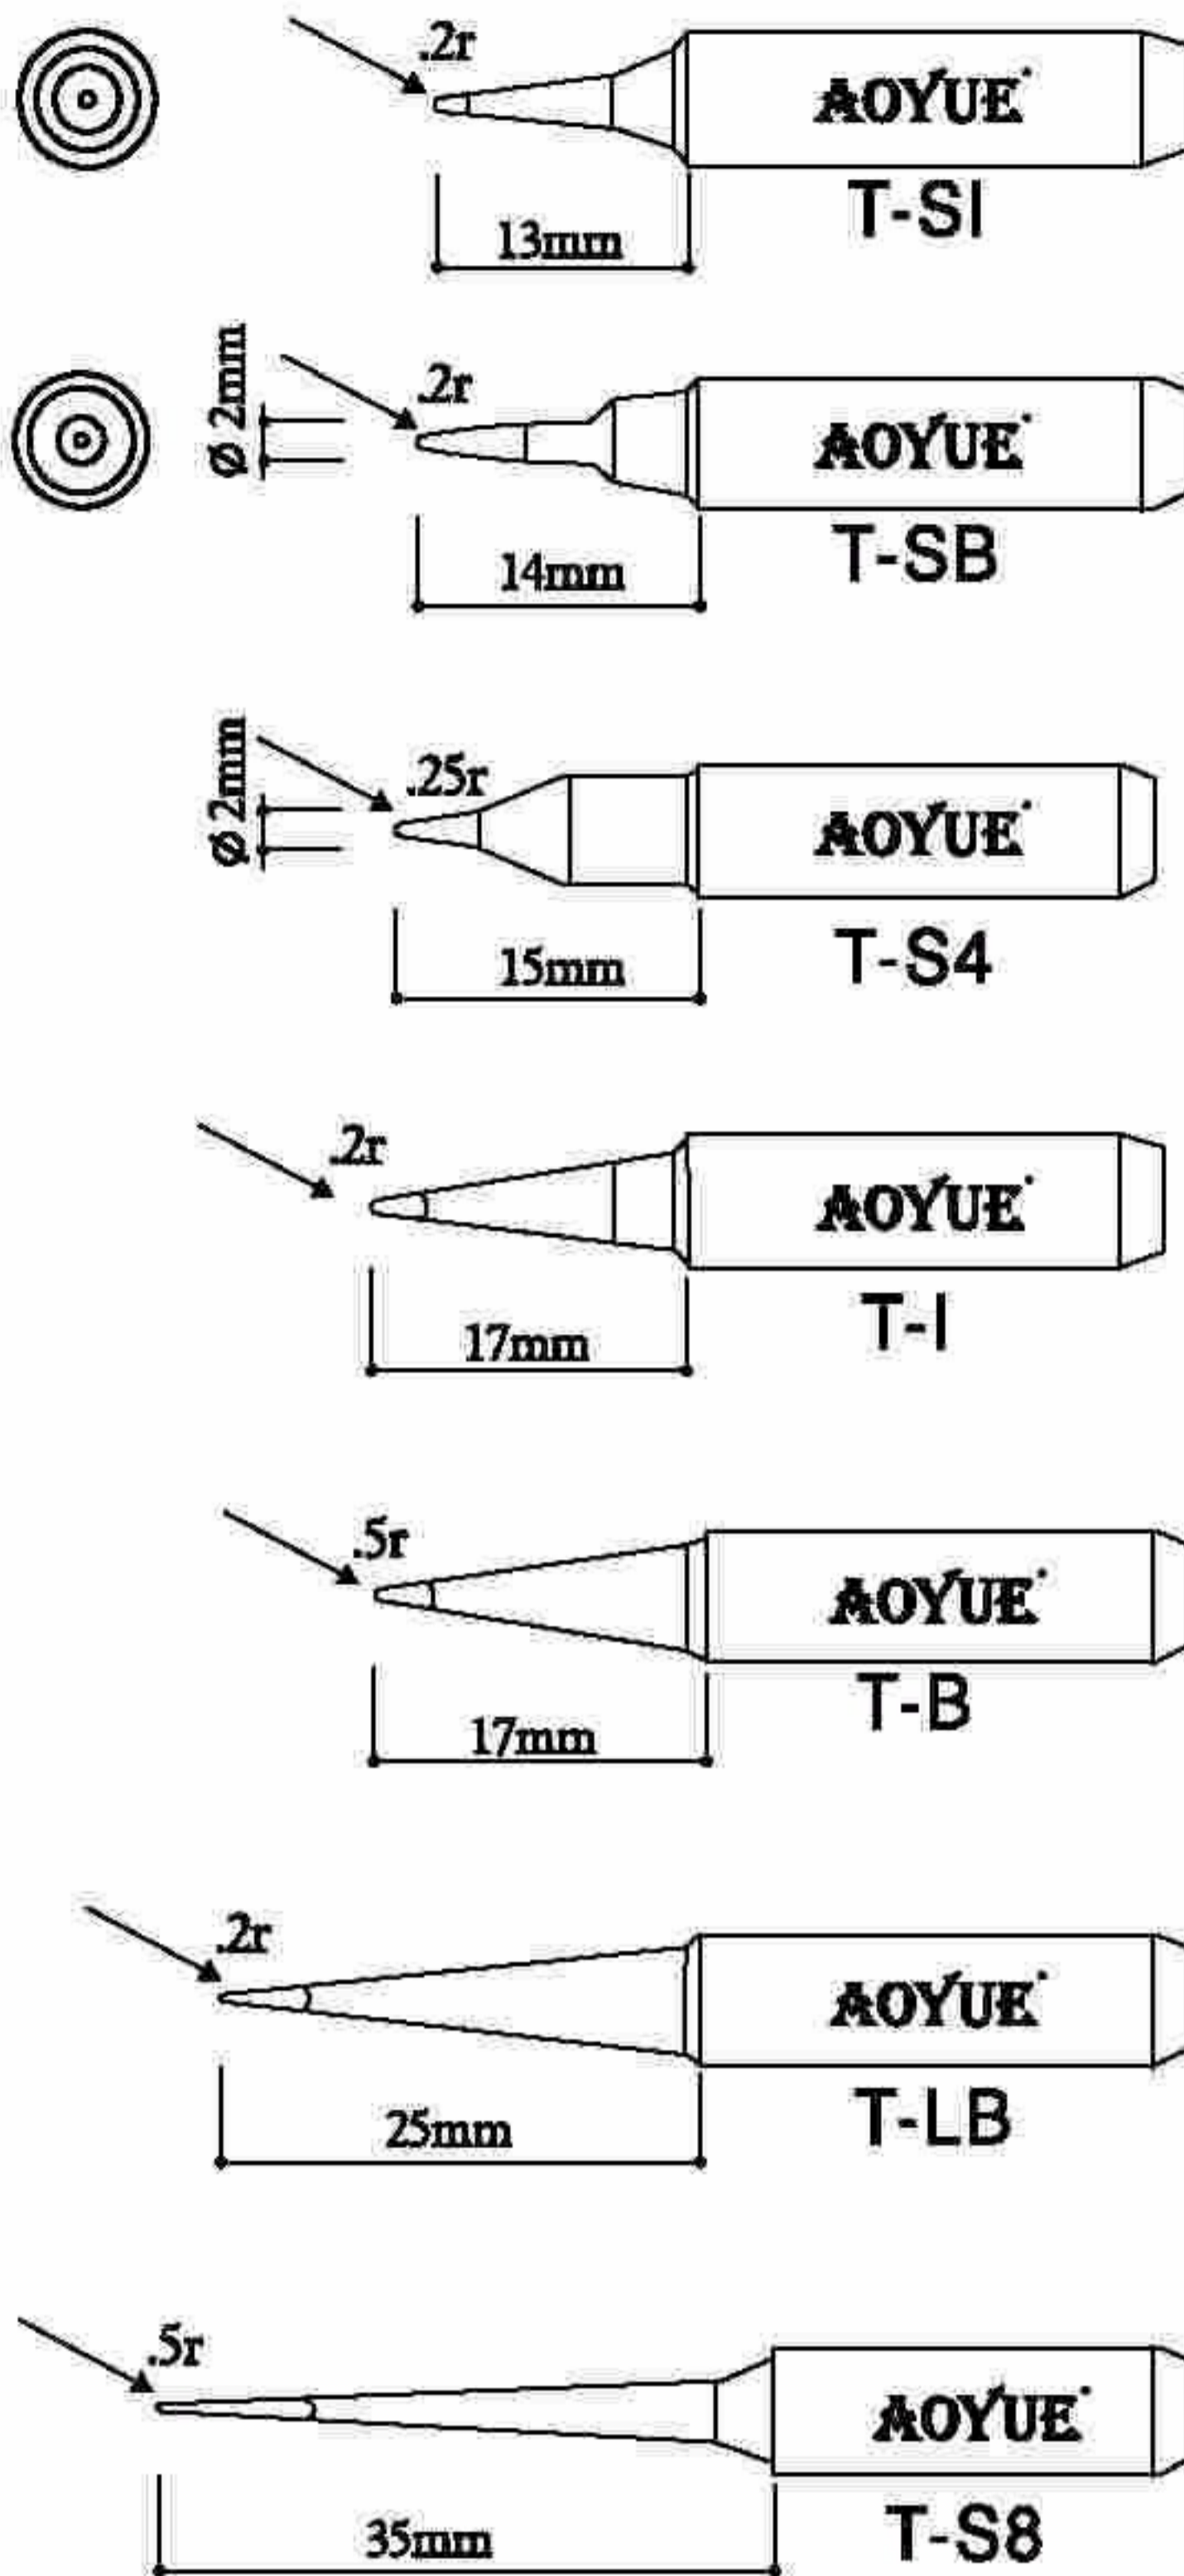 .2r
AOYUE
T-SI
13mm
Ø 2mm
.2r
AOYUE
T-SB
14mm
Ø 2mm
.25r
AOYUE
T-S4
15mm
.2r
AOYUE
T-I
17mm
.5r
AOYUE
T-B
17mm
.2r
AOYUE
T-LB
25mm
.5r
AOYUE
T-S8
35mm